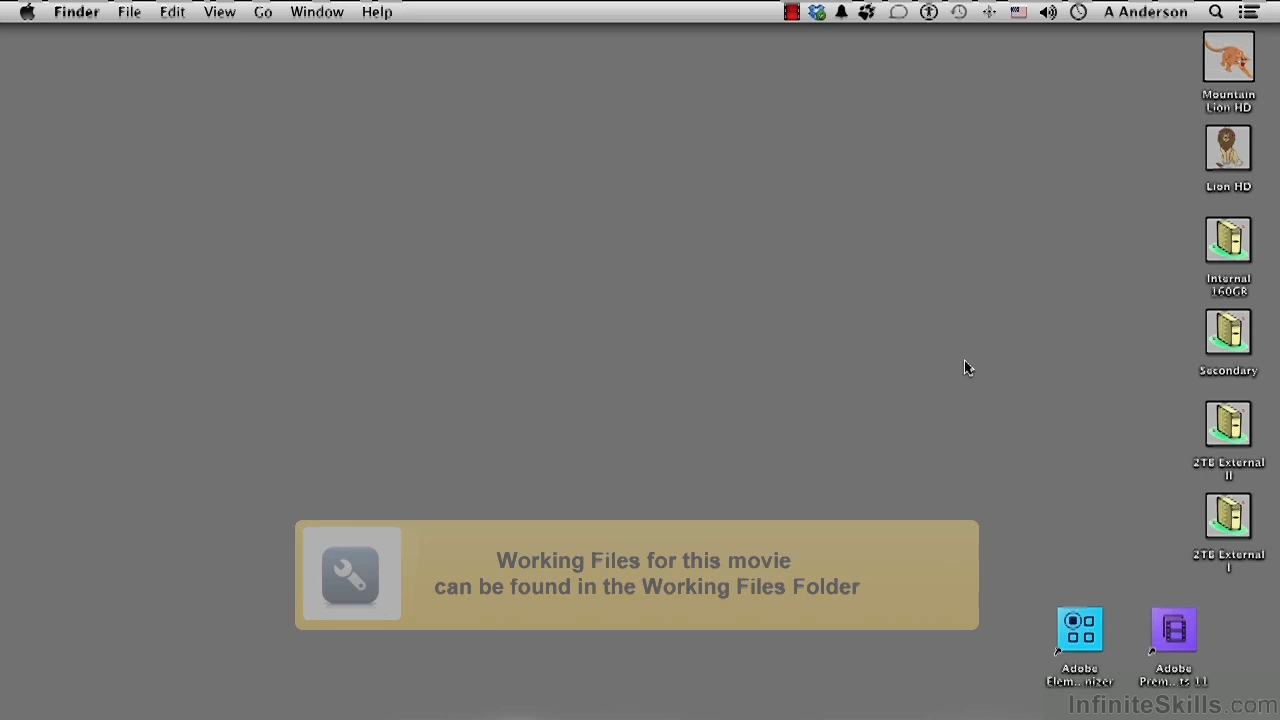 Finder File Edit View Go Window Help A Anderson
Mountain
Lion HD
Lion HD
Internal
160GB
Secondary
2TB External
II
2TB External
I
Working Files for this movie
can be found in the Working Files Folder
Adobe
Elem...nizer
Adobe
Prem...ts 11
InfiniteSkills.com